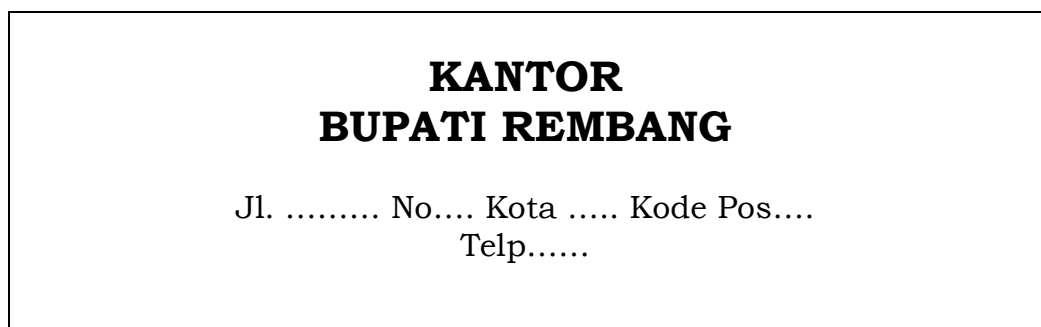 KANTOR
BUPATI REMBANG
Jl. ......... No.... Kota ..... Kode Pos....
Telp......